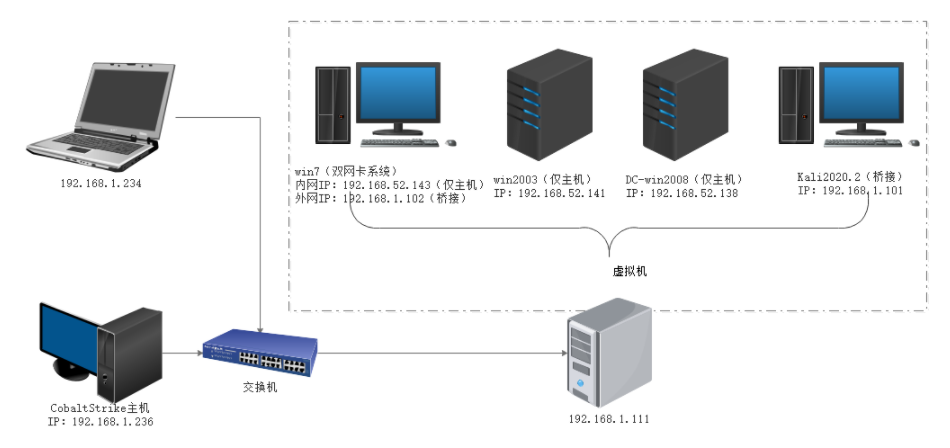 192.168.1.234
win7（双网卡系统）
内网IP：192.168.52.143（仅主机）
外网IP：192.168.1.102（桥接）
win2003（仅主机）
IP：192.168.52.141
DC-win2008（仅主机）
IP：192.168.52.138
Kali2020.2（桥接）
IP：192.168.1.101
虚拟机
CobaltStrike主机
IP：192.168.1.236
交换机
192.168.1.111